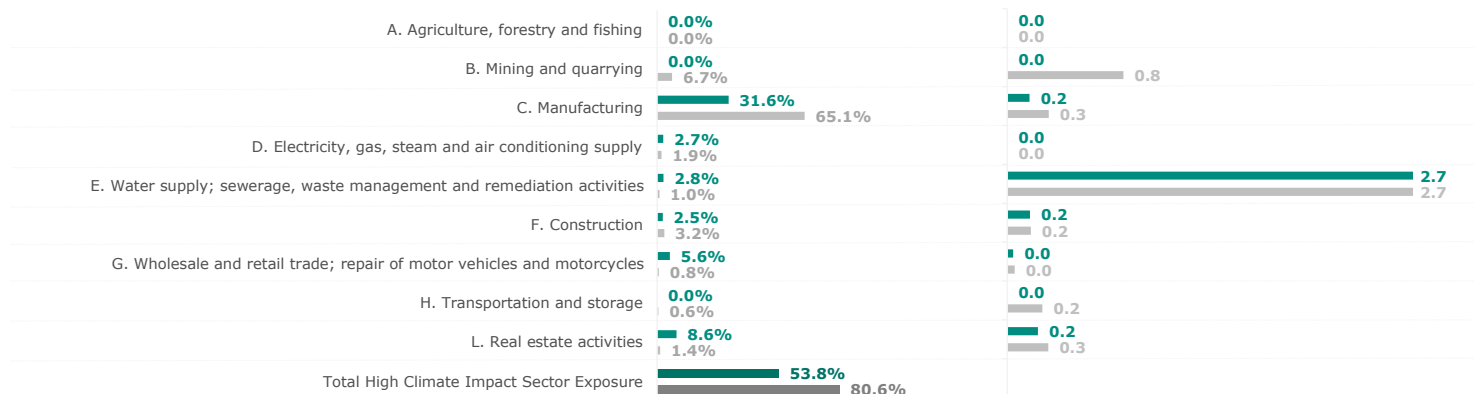 A. Agriculture, forestry and fishing 0.0% 0.0
0.0% 0.0
B. Mining and quarrying 0.0% 0.0
6.7% 0.8
C. Manufacturing 31.6% 0.2
65.1% 0.3
D. Electricity, gas, steam and air conditioning supply 2.7% 0.0
1.9% 0.0
E. Water supply; sewerage, waste management and remediation activities 2.8% 2.7
1.0% 2.7
F. Construction 2.5% 0.2
3.2% 0.2
G. Wholesale and retail trade; repair of motor vehicles and motorcycles 5.6% 0.0
0.8% 0.0
H. Transportation and storage 0.0% 0.0
0.6% 0.2
L. Real estate activities 8.6% 0.2
1.4% 0.3
Total High Climate Impact Sector Exposure 53.8%
80.6%